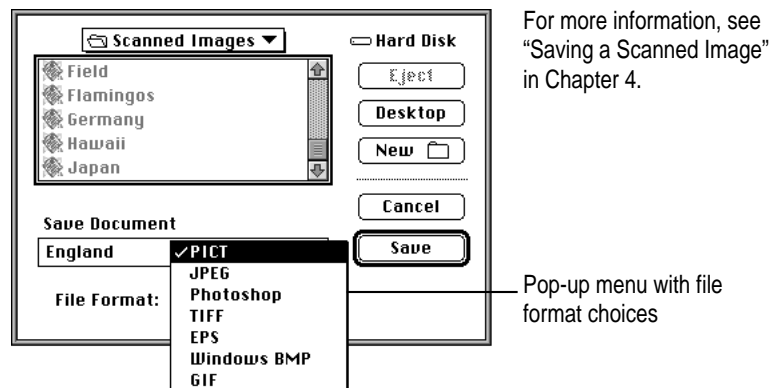 Scanned Images ▼
Hard Disk
Field
Flamingos
Germany
Hawaii
Japan
Eject
Desktop
New
Cancel
Save
Save Document
England
File Format:
✓PICT
JPEG
Photoshop
TIFF
EPS
Windows BMP
GIF
For more information, see
“Saving a Scanned Image”
in Chapter 4.
Pop-up menu with file
format choices